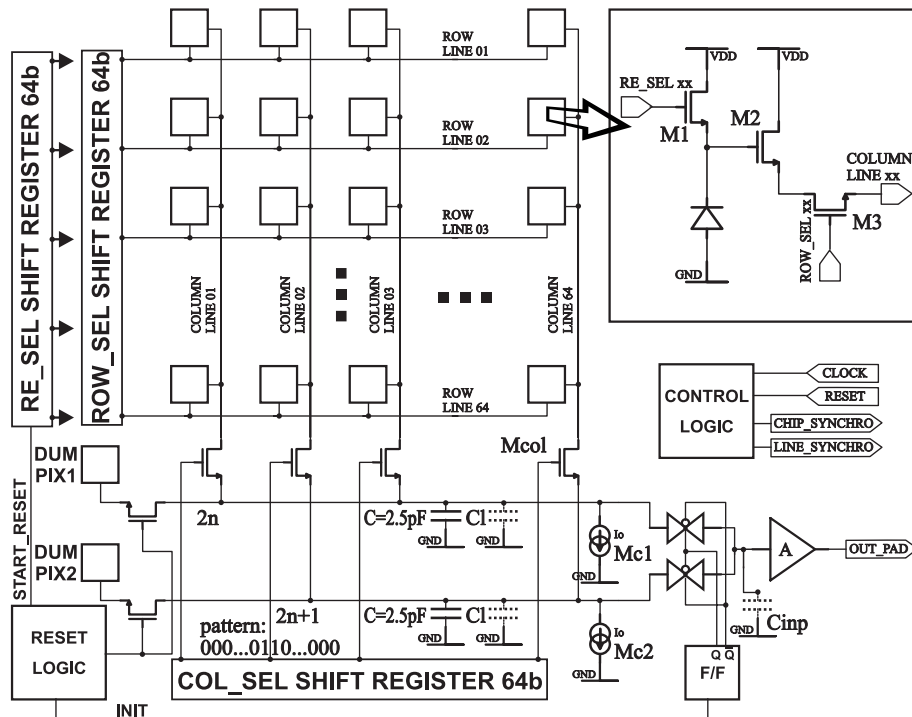 RE_SEL SHIFT REGISTER 64b
ROW_SEL SHIFT REGISTER 64b
ROW
LINE 01
ROW
LINE 02
ROW
LINE 03
COLUMN
LINE 01
COLUMN
LINE 02
COLUMN
LINE 03
COLUMN
LINE 64
ROW
LINE 64
VDD
VDD
RE_SEL xx
M1
M2
COLUMN
LINE xx
M3
ROW_SEL xx
GND
CONTROL
LOGIC
CLOCK
RESET
CHIP_SYNCHRO
LINE_SYNCHRO
Mcol
DUM
PIX1
2n
C=2.5pF
Cl
GND
GND
Io
Mc1
GND
A
OUT_PAD
START_RESET
DUM
PIX2
2n+1
C=2.5pF
Cl
GND
GND
Io
Mc2
GND
GND
Cinp
RESET
LOGIC
pattern:
000...0110...000
COL_SEL SHIFT REGISTER 64b
Q Q
F/F
INIT